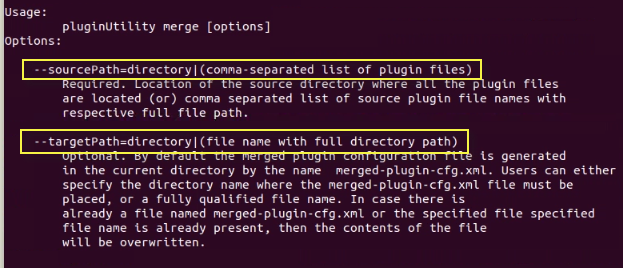 Usage:
pluginUtility merge [options]
Options:
--sourcePath=directory|(comma-separated list of plugin files)
Required. Location of the source directory where all the plugin files
are located (or) comma separated list of source plugin file names with
respective full file path.
--targetPath=directory|(file name with full directory path)
Optional. By default the merged plugin configuration file is generated
in the current directory by the name  merged-plugin-cfg.xml. Users can either
specify the directory name where the merged-plugin-cfg.xml file must be
placed, or a fully qualified file name. In case there is
already a file named merged-plugin-cfg.xml or the specified file specified
file name is already present, then the contents of the file
will be overwritten.